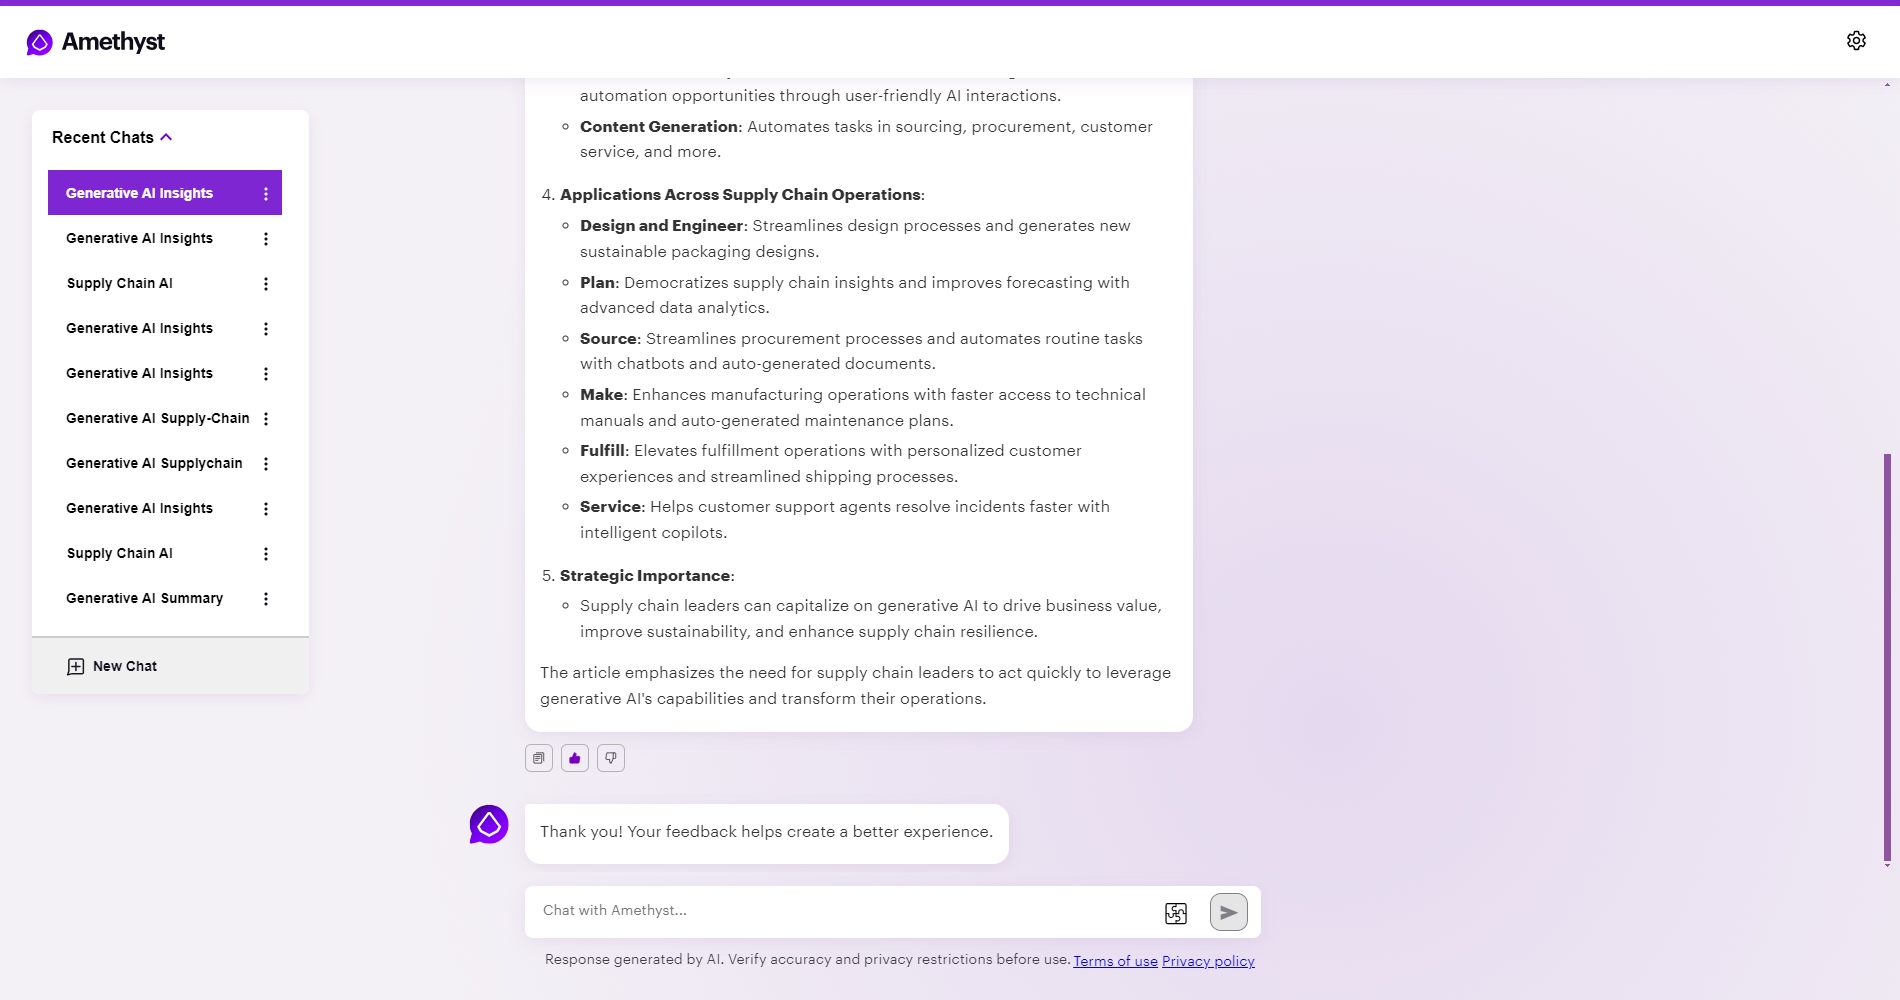 Amethyst
Recent Chats
Generative AI Insights
Generative AI Insights
Supply Chain AI
Generative AI Insights
Generative AI Insights
Generative AI Supply-Chain
Generative AI Supplychain
Generative AI Insights
Supply Chain AI
Generative AI Summary
New Chat
automation opportunities through user-friendly AI interactions.
Content Generation: Automates tasks in sourcing, procurement, customer
service, and more.
4. Applications Across Supply Chain Operations:
Design and Engineer: Streamlines design processes and generates new
sustainable packaging designs.
Plan: Democratizes supply chain insights and improves forecasting with
advanced data analytics.
Source: Streamlines procurement processes and automates routine tasks
with chatbots and auto-generated documents.
Make: Enhances manufacturing operations with faster access to technical
manuals and auto-generated maintenance plans.
Fulfill: Elevates fulfillment operations with personalized customer
experiences and streamlined shipping processes.
Service: Helps customer support agents resolve incidents faster with
intelligent copilots.
5. Strategic Importance:
Supply chain leaders can capitalize on generative AI to drive business value,
improve sustainability, and enhance supply chain resilience.
The article emphasizes the need for supply chain leaders to act quickly to leverage
generative AI's capabilities and transform their operations.
Thank you! Your feedback helps create a better experience.
Chat with Amethyst...
Response generated by AI. Verify accuracy and privacy restrictions before use. Terms of use Privacy policy